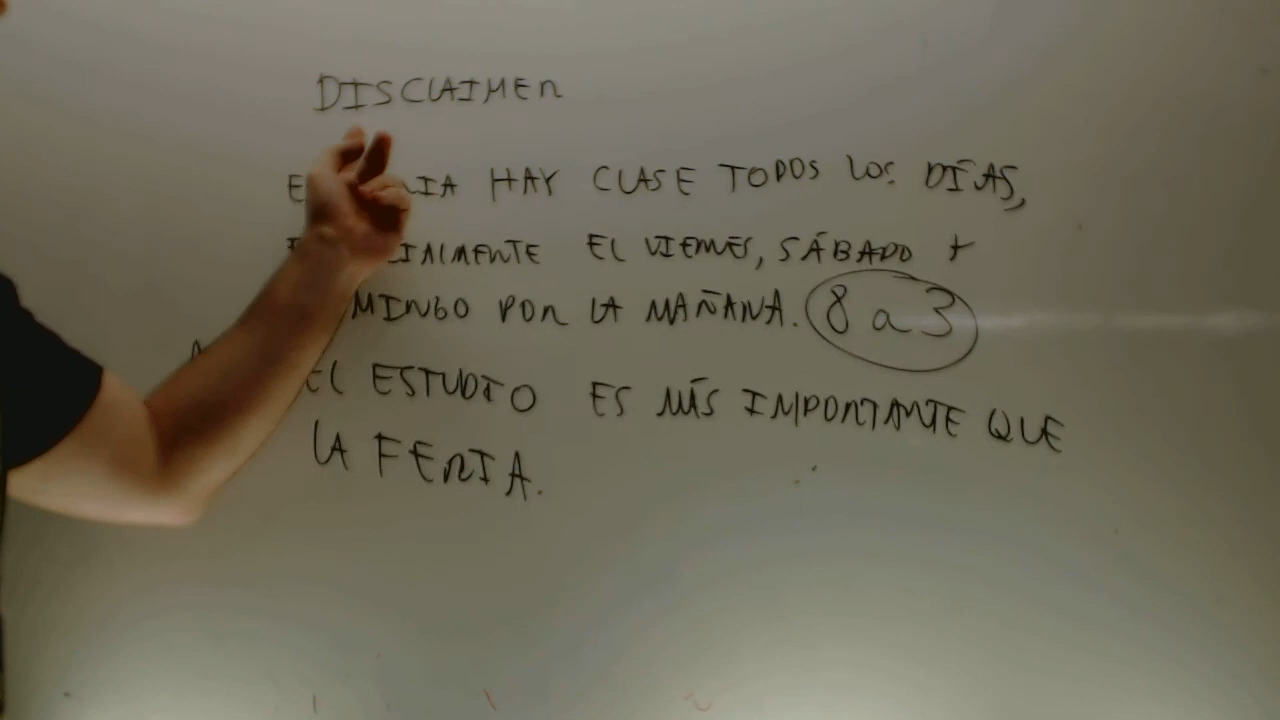 DISCLAIMER
HAY CLASE TODOS LOS DÍAS,
EL VIERNES, SÁBADO Y
POR LA MAÑANA. 8 a 3
EL ESTUDIO ES MÁS IMPORTANTE QUE
LA FERIA.